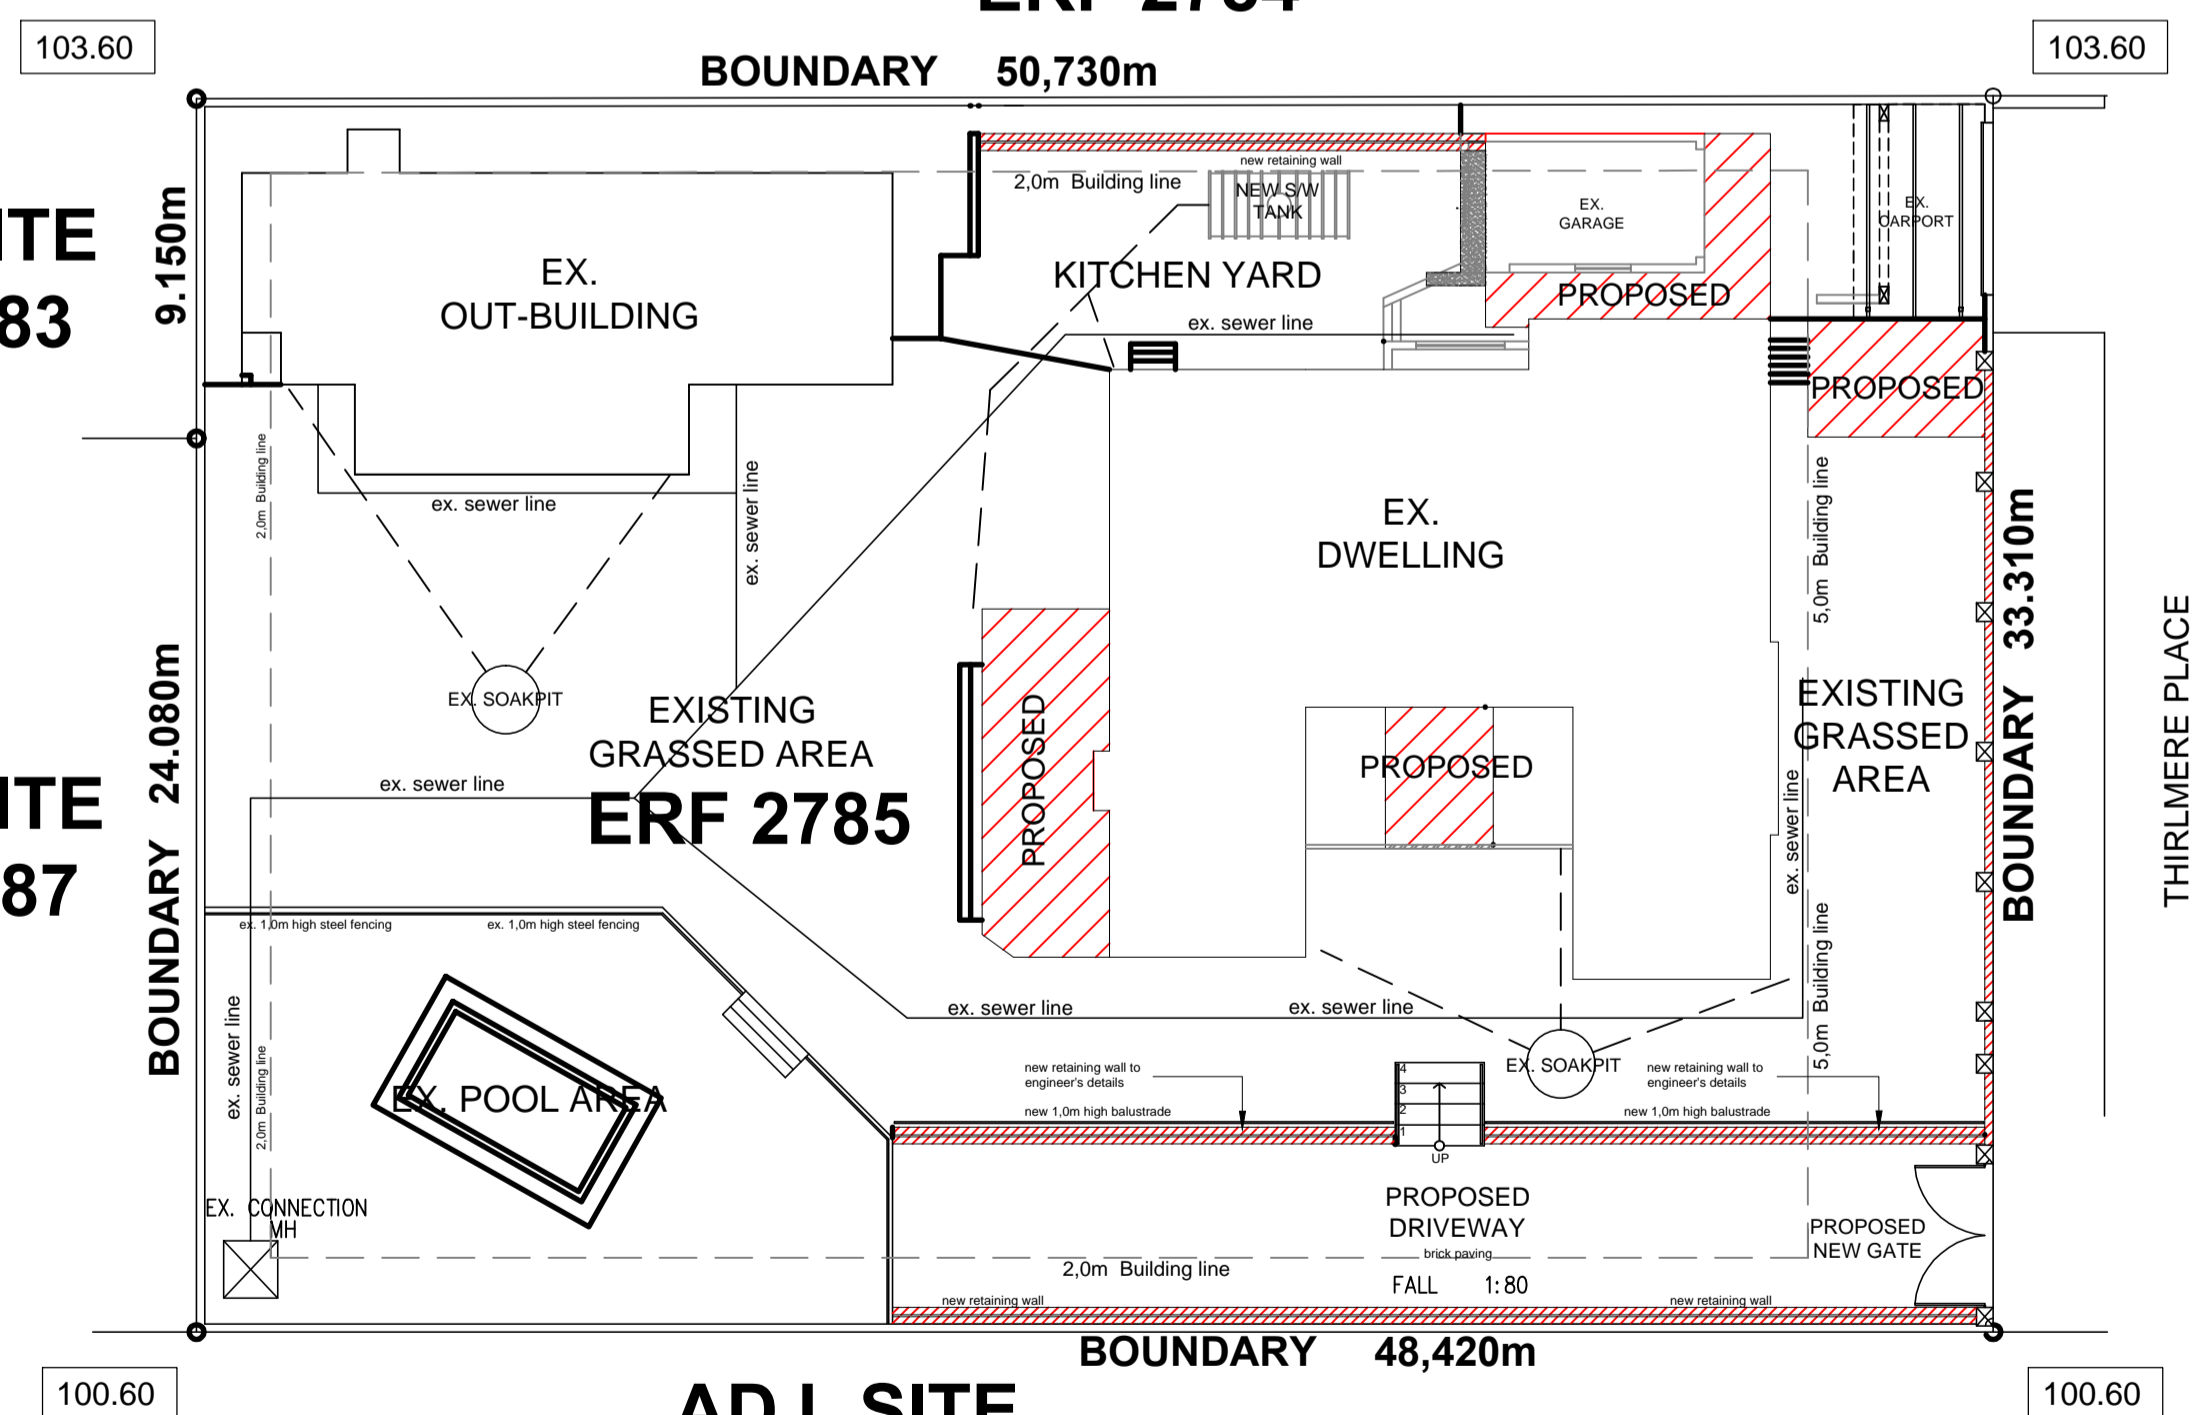 ERF 2784
103.60
103.60
BOUNDARY 50,730m
new retaining wall
2,0m Building line
NEW S/W
TANK
EX.
GARAGE
EX.
CARPORT
ITE
83
9.150m
EX.
OUT-BUILDING
KITCHEN YARD
PROPOSED
ex. sewer line
PROPOSED
2,0m Building line
ex. sewer line
ex. sewer line
EX.
DWELLING
5,0m Building line
BOUNDARY 33.310m
THIRLMERE PLACE
EX. SOAKPIT
EXISTING
GRASSED AREA
ERF 2785
PROPOSED
PROPOSED
EXISTING
GRASSED
AREA
ex. sewer line
ex. sewer line
ITE
87
BOUNDARY 24.080m
ex. 1,0m high steel fencing
ex. 1,0m high steel fencing
ex. sewer line
ex. sewer line
5,0m Building line
ex. sewer line
2,0m Building line
EX. POOL AREA
new retaining wall to
engineer's details
new 1,0m high balustrade
4
3
2
1
UP
EX. SOAKPIT
new retaining wall to
engineer's details
new 1,0m high balustrade
EX. CONNECTION
MH
PROPOSED
DRIVEWAY
brick paving
FALL 1:80
PROPOSED
NEW GATE
2,0m Building line
new retaining wall
new retaining wall
BOUNDARY 48,420m
100.60
100.60
ADJ. SITE